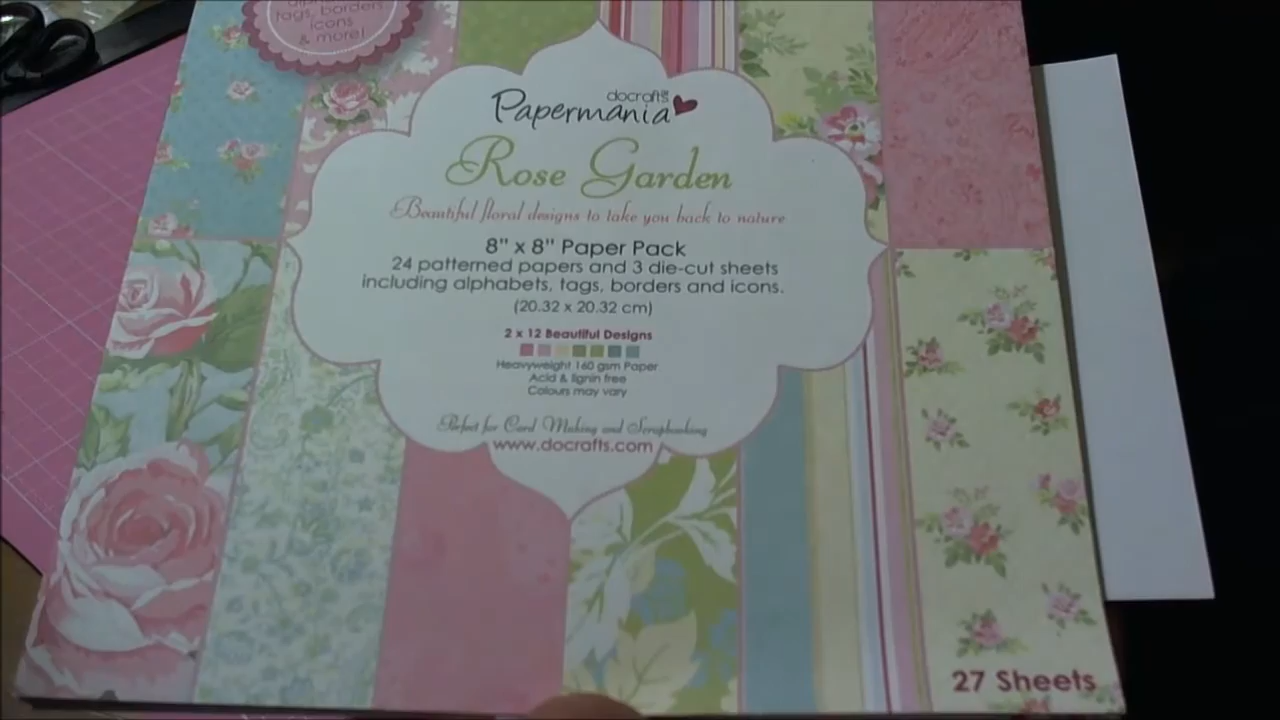 tags, borders
icons
& more!
docrafts
Papermania
Rose Garden
Beautiful floral designs to take you back to nature
8" x 8" Paper Pack
24 patterned papers and 3 die-cut sheets
including alphabets, tags, borders and icons.
(20.32 x 20.32 cm)
2 x 12 Beautiful Designs
Heavyweight 160 gsm Paper
Acid & lignin free
Colours may vary
Perfect for Card Making and Scrapbooking
www.docrafts.com
27 Sheets